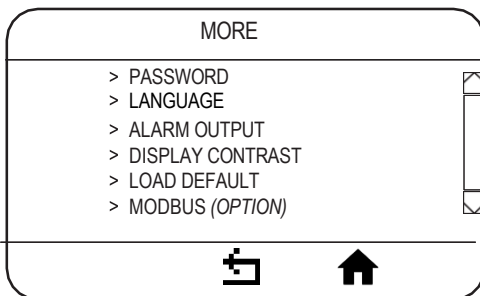 MORE
> PASSWORD
> LANGUAGE
> ALARM OUTPUT
> DISPLAY CONTRAST
> LOAD DEFAULT
> MODBUS (OPTION)